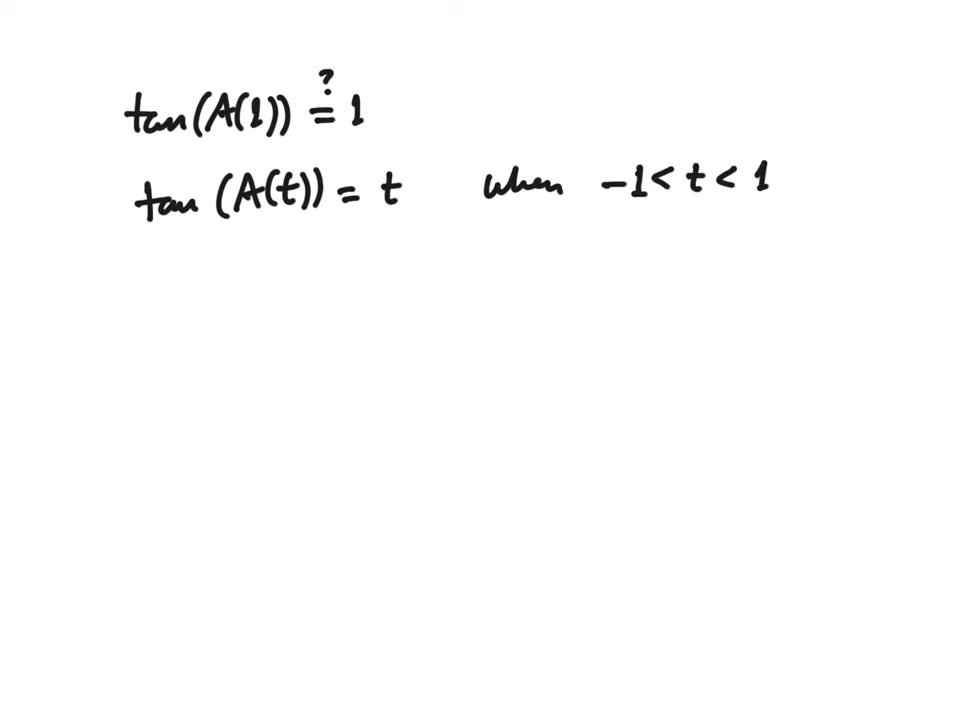 tan(A(1)) ≟ 1
tan (A(t)) = t when -1 < t < 1